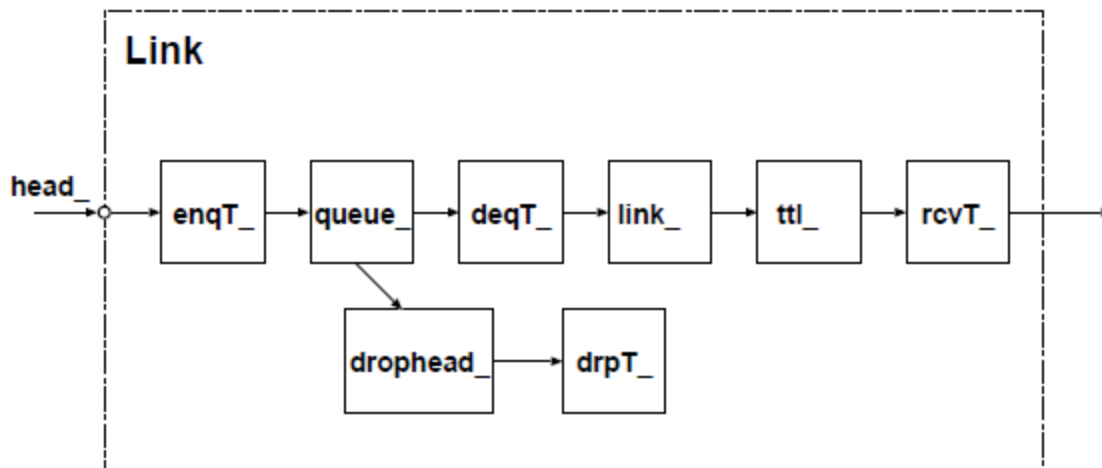 Link
head_
enqT_
queue_
deqT_
link_
ttl_
rcvT_
drophead_
drpT_